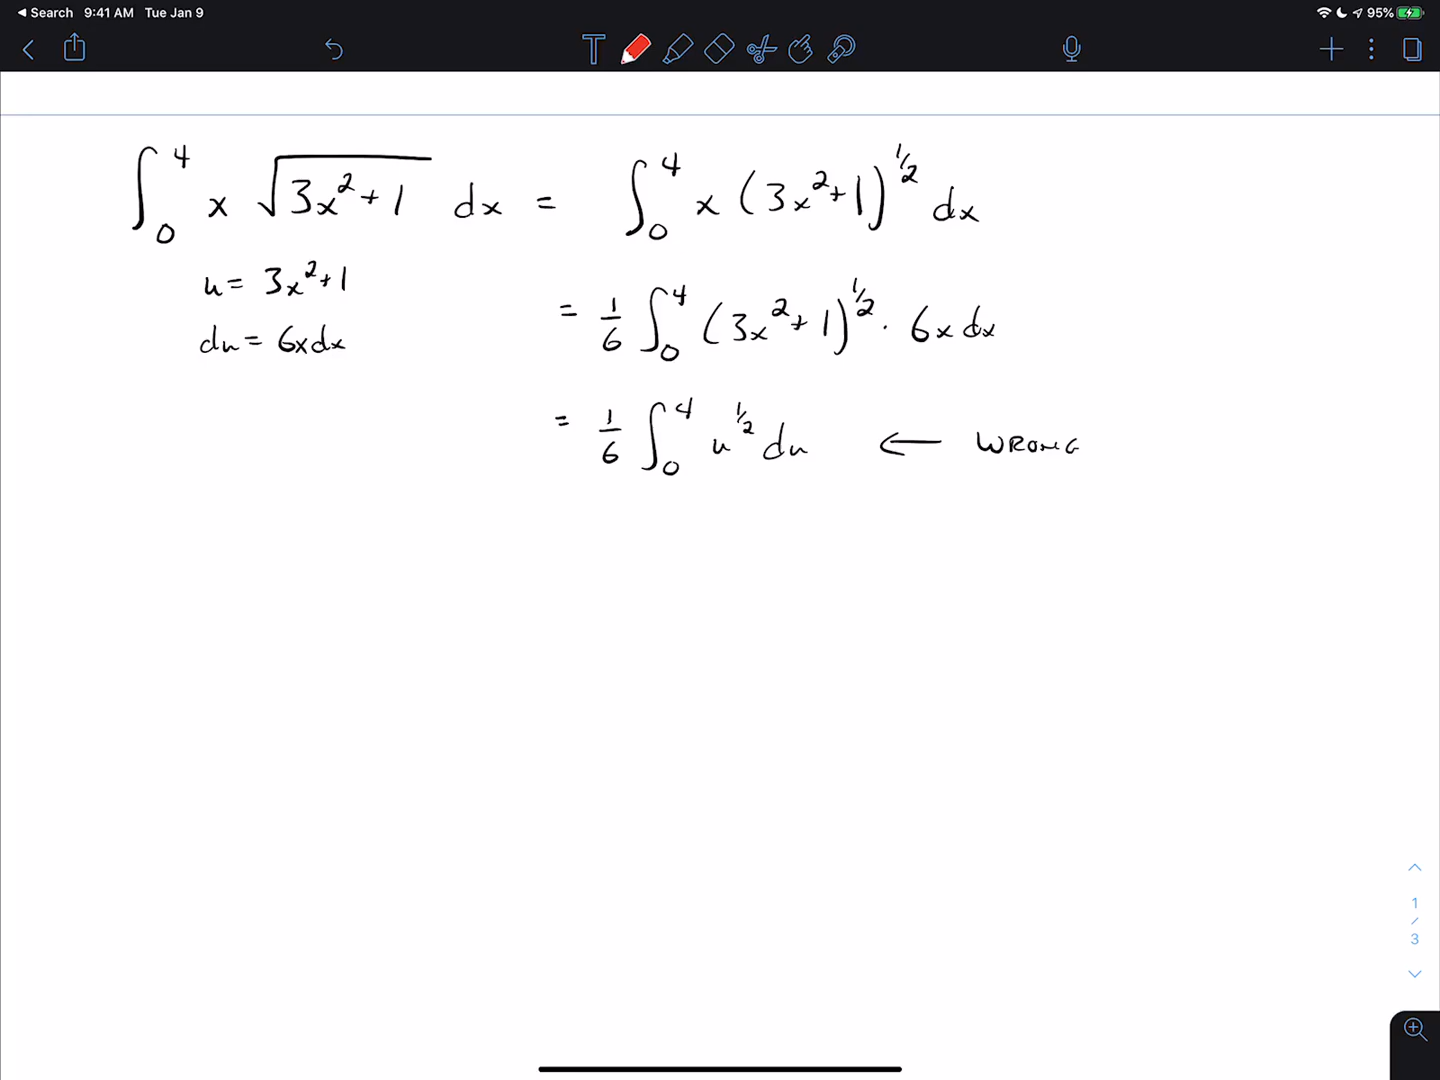 Search 9:41 AM Tue Jan 9 95%
T
∫₀⁴ x √(3x²+1) dx = ∫₀⁴ x (3x²+1)^½ dx
u = 3x²+1
du = 6x dx
= 1/6 ∫₀⁴ (3x²+1)^½ · 6x dx
= 1/6 ∫₀⁴ u^½ du ← WRONG
1
/
3